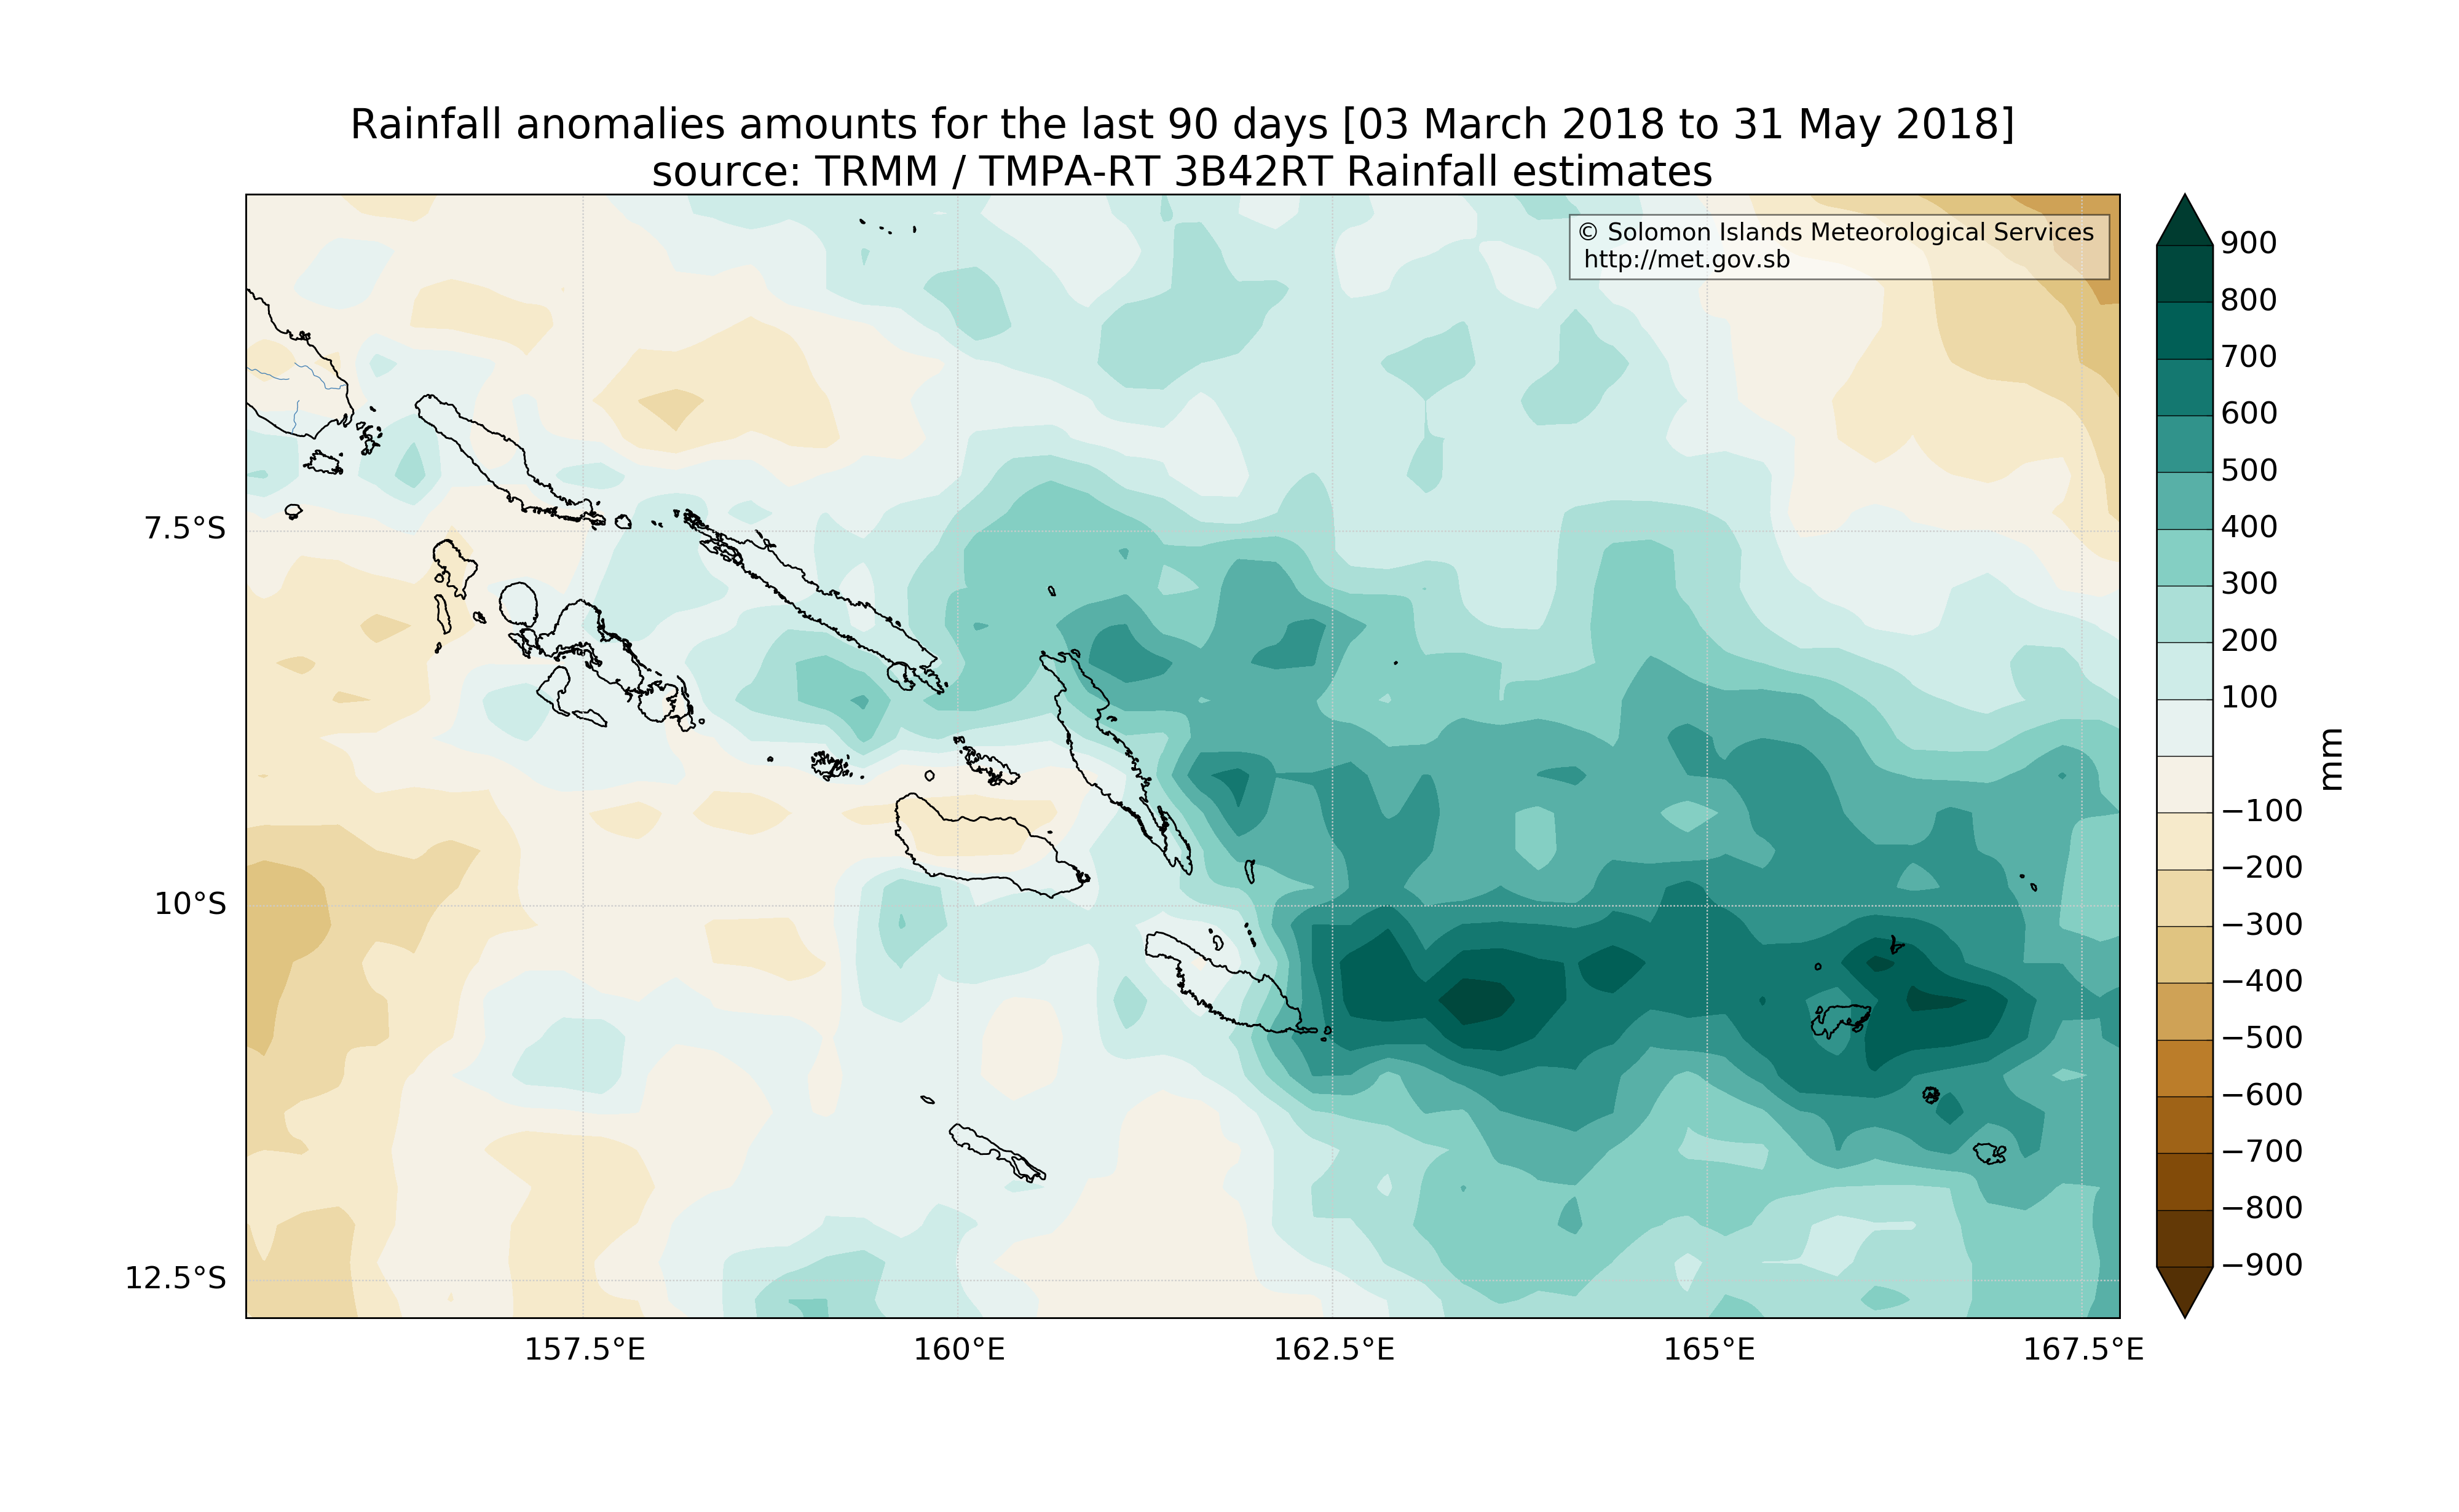 Rainfall anomalies amounts for the last 90 days [03 March 2018 to 31 May 2018]
source: TRMM / TMPA-RT 3B42RT Rainfall estimates
© Solomon Islands Meteorological Services
http://met.gov.sb
7.5°S
10°S
12.5°S
157.5°E
160°E
162.5°E
165°E
167.5°E
900
800
700
600
500
400
300
200
100
−100
−200
−300
−400
−500
−600
−700
−800
−900
mm